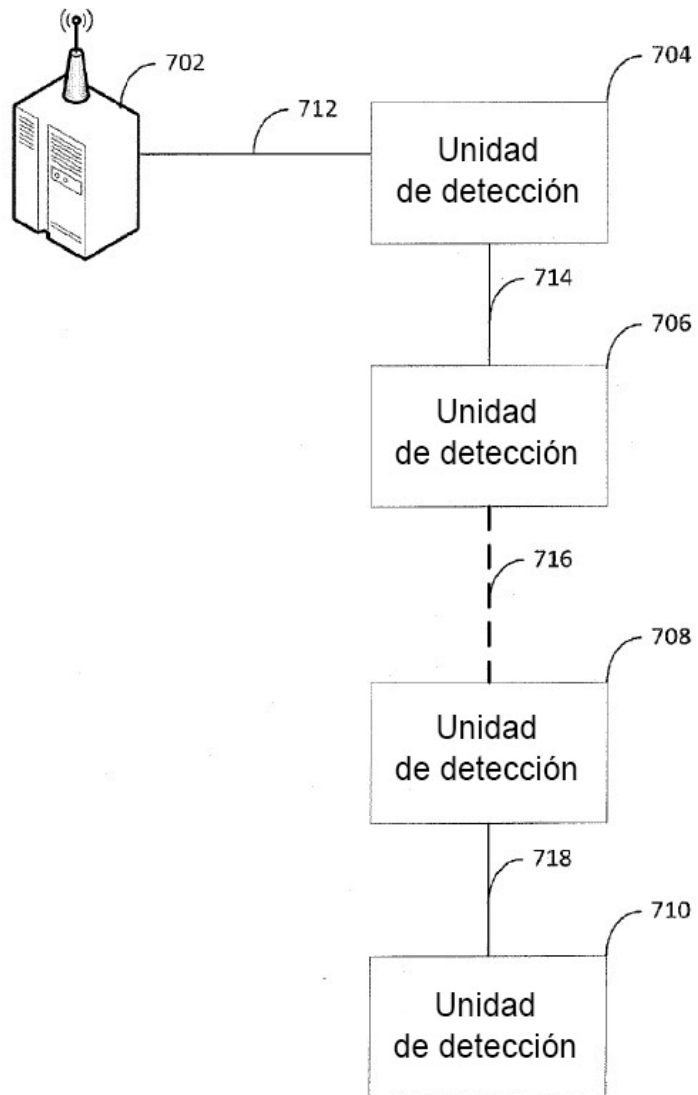 702
712
704
Unidad
de detección
714
706
Unidad
de detección
716
708
Unidad
de detección
718
710
Unidad
de detección